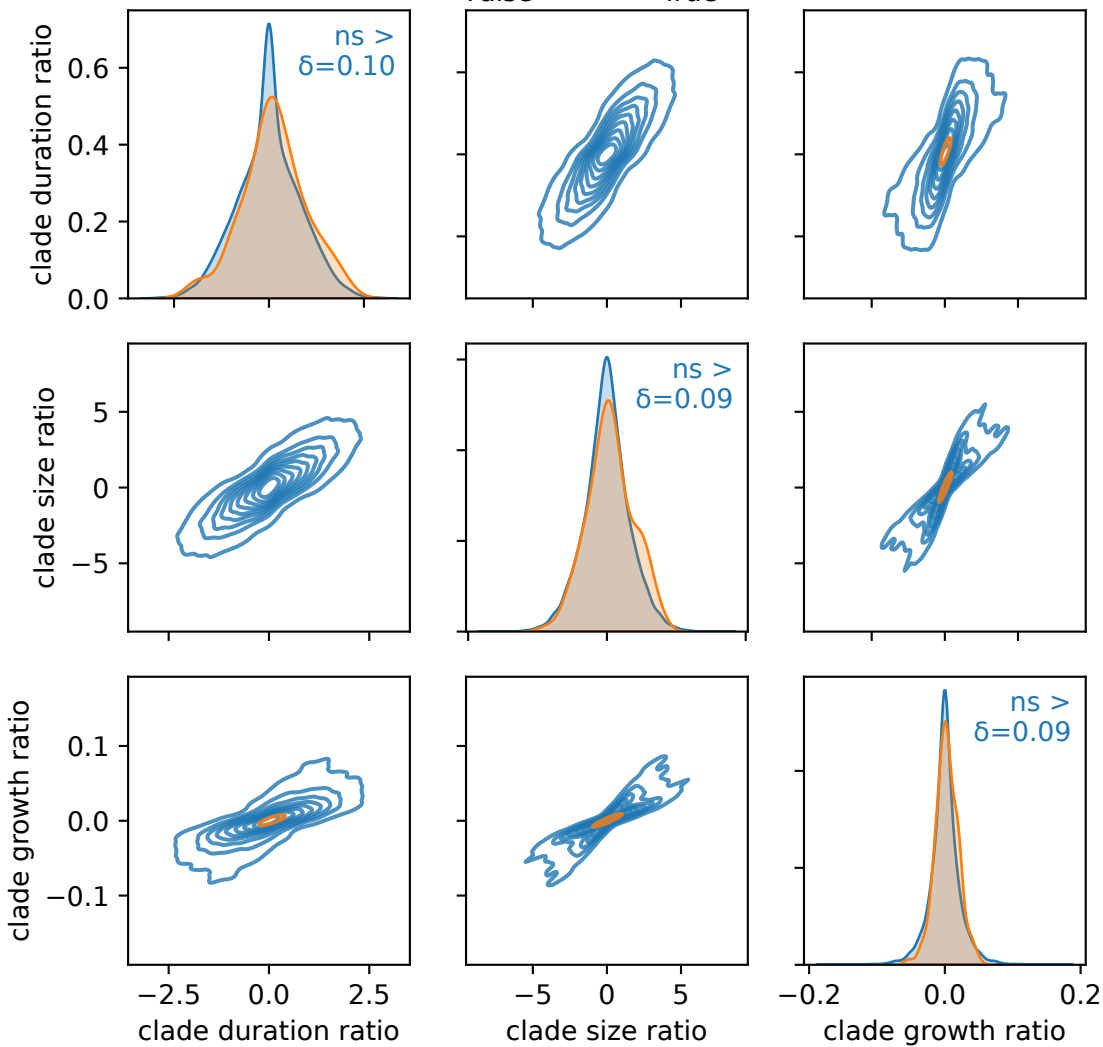 clade duration ratio
0.6
0.4
0.2
0.0
ns >
δ=0.10
clade size ratio
5
0
−5
ns >
δ=0.09
clade growth ratio
0.1
0.0
−0.1
ns >
δ=0.09
−2.5 0.0 2.5
−5 0 5
−0.2 0.0 0.2
clade duration ratio
clade size ratio
clade growth ratio